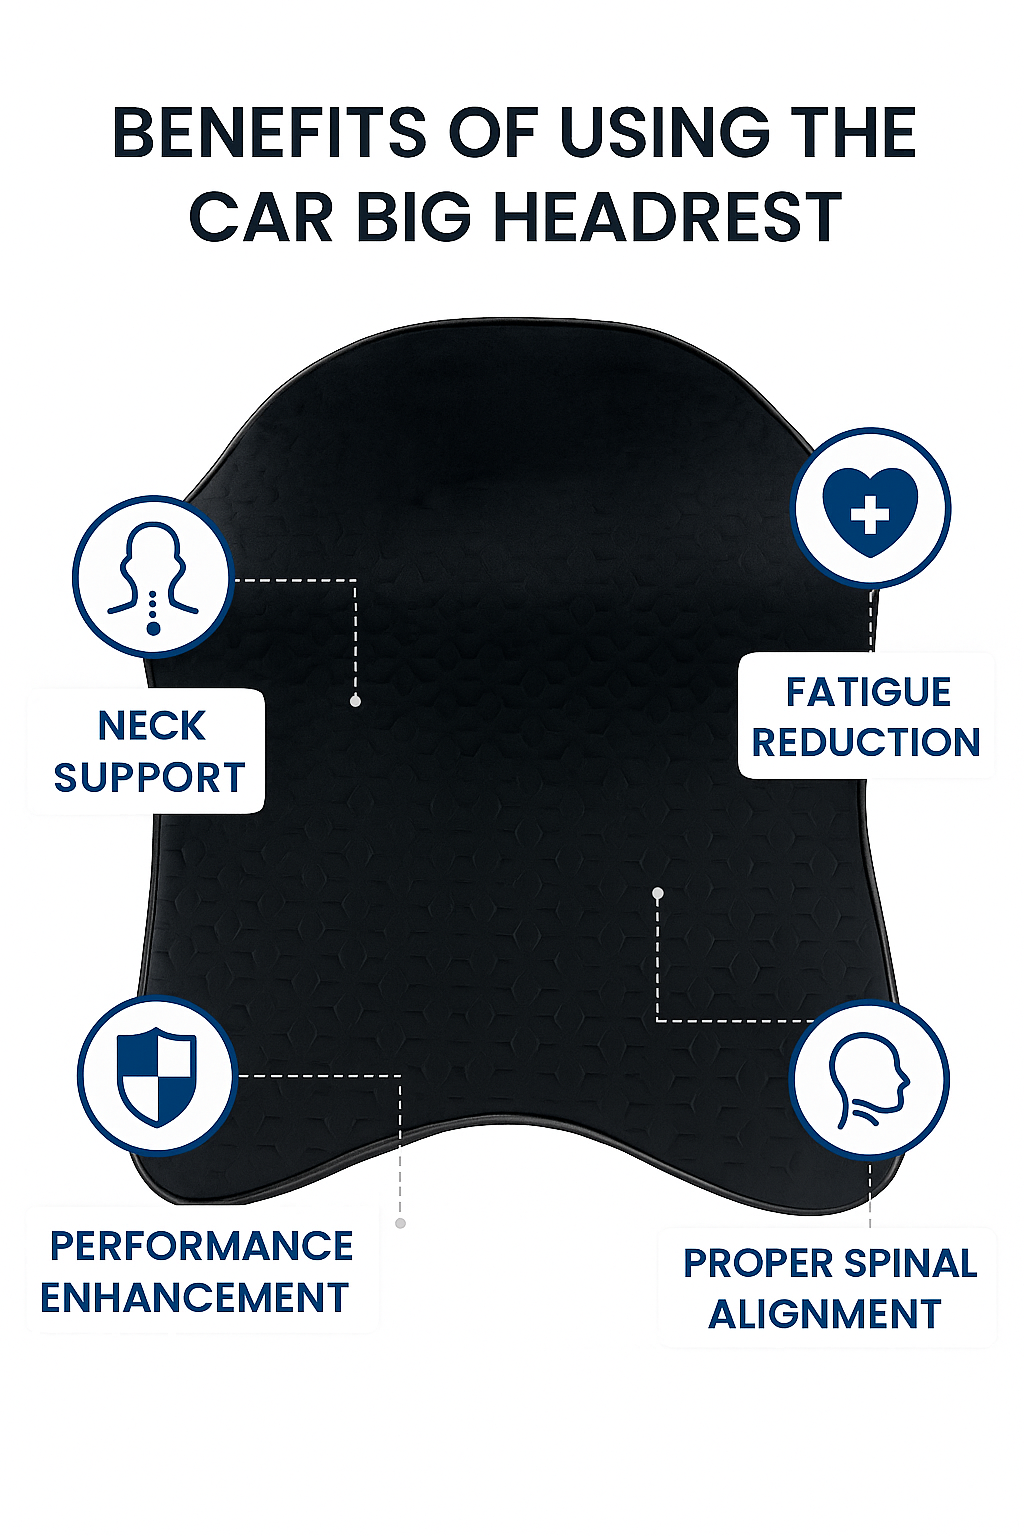 BENEFITS OF USING THE
CAR BIG HEADREST
NECK
SUPPORT
FATIGUE
REDUCTION
PERFORMANCE
ENHANCEMENT
PROPER SPINAL
ALIGNMENT